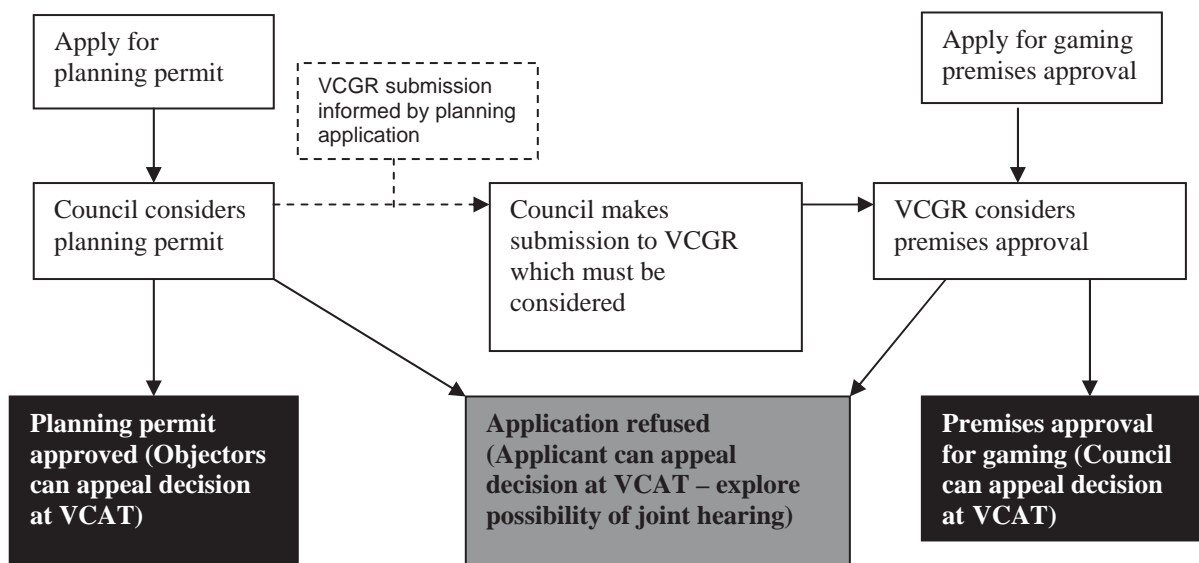 Apply for
planning permit
VCGR submission
informed by planning
application
Apply for gaming
premises approval
Council considers
planning permit
Council makes
submission to VCGR
which must be
considered
VCGR considers
premises approval
Planning permit
approved (Objectors
can appeal decision
at VCAT)
Application refused
(Applicant can appeal
decision at VCAT – explore
possibility of joint hearing)
Premises approval
for gaming (Council
can appeal decision
at VCAT)